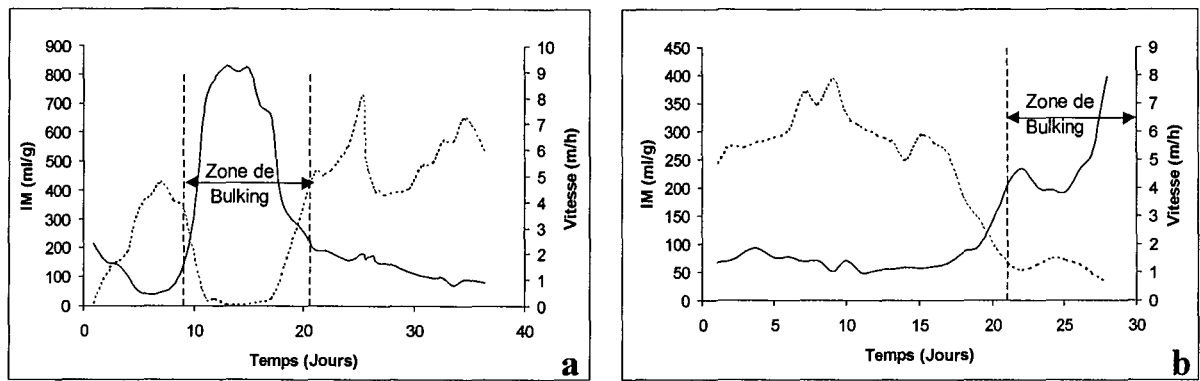 900
800
700
600
500
400
300
200
100
0
IM (ml/g)
10
9
8
7
6
5
4
3
2
1
0
Vitesse (m/h)
Zone de
Bulking
0 10 20 30 40
Temps (Jours)
a
450
400
350
300
250
200
150
100
50
0
IM (ml/g)
9
8
7
6
5
4
3
2
1
0
Vitesse (m/h)
Zone de
Bulking
0 5 10 15 20 25 30
Temps (Jours)
b